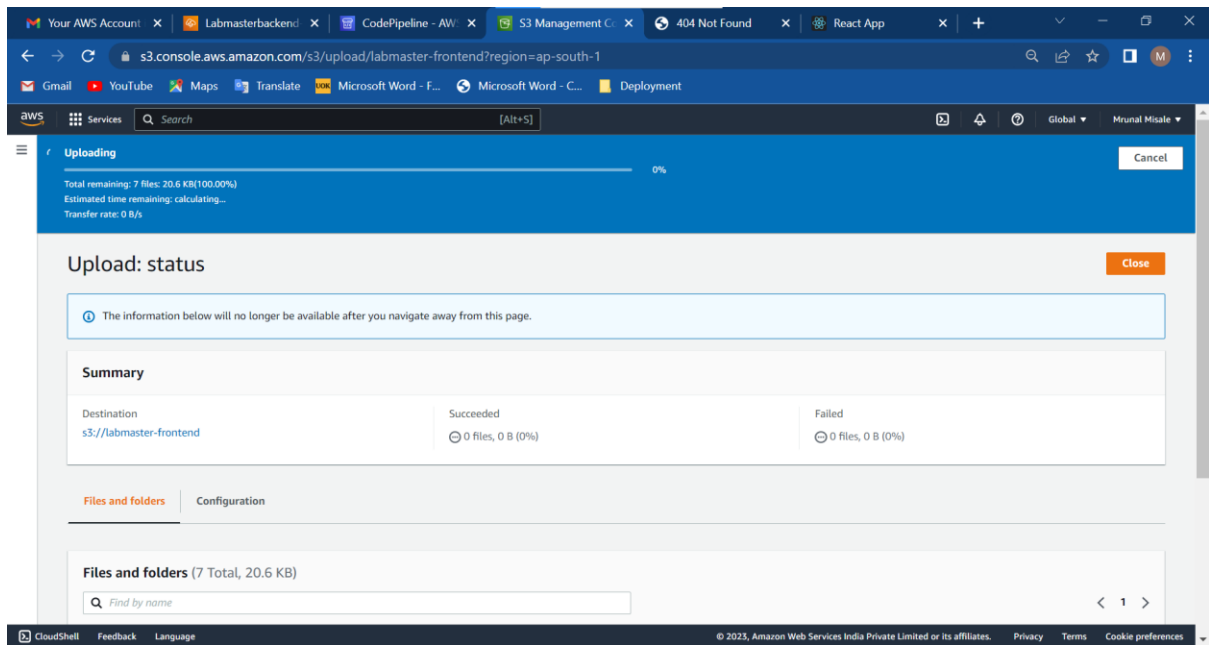 Your AWS Account
Labmasterbackend
CodePipeline - AW
S3 Management Co
404 Not Found
React App
s3.console.aws.amazon.com/s3/upload/labmaster-frontend?region=ap-south-1
M
Gmail
YouTube
Maps
Translate
Microsoft Word - F...
Microsoft Word - C...
Deployment
aws
Services
Search
[Alt+S]
Global
Mrunal Misale
Uploading
0%
Cancel
Total remaining: 7 files: 20.6 KB(100.00%)
Estimated time remaining: calculating...
Transfer rate: 0 B/s
Upload: status
Close
The information below will no longer be available after you navigate away from this page.
Summary
Destination
s3://labmaster-frontend
Succeeded
0 files, 0 B (0%)
Failed
0 files, 0 B (0%)
Files and folders
Configuration
Files and folders (7 Total, 20.6 KB)
Find by name
1
CloudShell
Feedback
Language
© 2023, Amazon Web Services India Private Limited or its affiliates.
Privacy
Terms
Cookie preferences